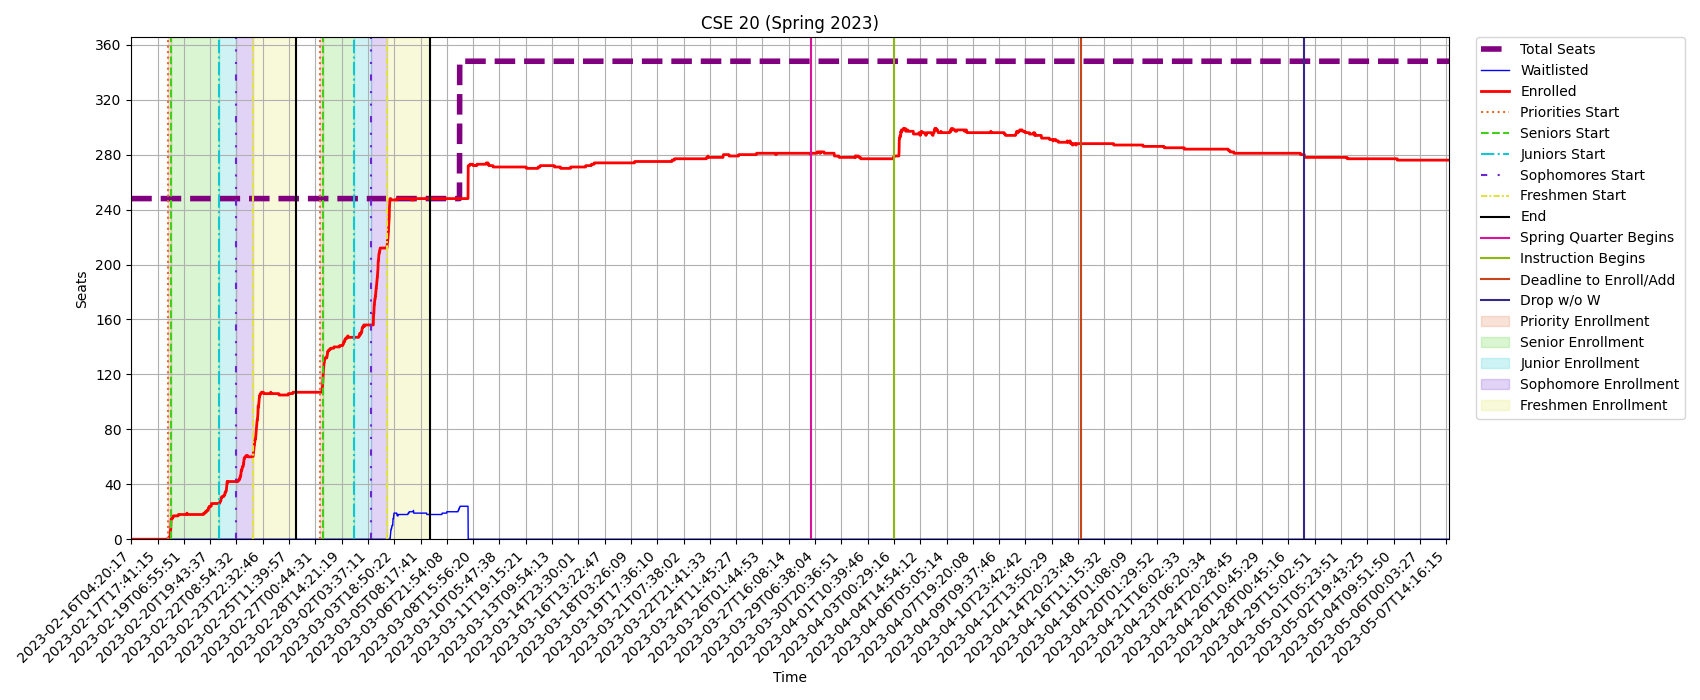 CSE 20 (Spring 2023)
360
320
280
240
200
160
120
80
40
0
Seats
2023-02-16T04:20:17
2023-02-17T17:41:15
2023-02-19T06:55:51
2023-02-20T19:43:37
2023-02-22T08:54:32
2023-02-23T22:32:46
2023-02-25T11:39:57
2023-02-27T00:44:31
2023-02-28T14:21:19
2023-03-02T03:37:11
2023-03-03T18:50:22
2023-03-05T08:17:41
2023-03-06T21:54:08
2023-03-08T15:56:20
2023-03-10T05:47:38
2023-03-11T19:15:21
2023-03-13T09:54:13
2023-03-14T23:30:01
2023-03-16T13:22:47
2023-03-18T03:26:09
2023-03-19T17:36:10
2023-03-21T07:38:02
2023-03-22T21:41:33
2023-03-24T11:45:27
2023-03-26T01:44:53
2023-03-27T16:08:14
2023-03-29T06:38:04
2023-03-30T20:36:51
2023-04-01T10:39:46
2023-04-03T00:29:16
2023-04-04T14:54:12
2023-04-06T05:05:14
2023-04-07T19:20:08
2023-04-09T09:37:46
2023-04-10T23:42:42
2023-04-12T13:50:29
2023-04-14T20:23:48
2023-04-16T11:15:32
2023-04-18T01:08:09
2023-04-20T01:29:52
2023-04-21T16:02:33
2023-04-23T06:20:34
2023-04-24T20:28:45
2023-04-26T10:45:29
2023-04-28T00:45:16
2023-04-29T15:02:51
2023-05-01T05:23:51
2023-05-02T19:43:25
2023-05-04T09:51:50
2023-05-06T00:03:27
2023-05-07T14:16:15
Time
Total Seats
Waitlisted
Enrolled
Priorities Start
Seniors Start
Juniors Start
Sophomores Start
Freshmen Start
End
Spring Quarter Begins
Instruction Begins
Deadline to Enroll/Add
Drop w/o W
Priority Enrollment
Senior Enrollment
Junior Enrollment
Sophomore Enrollment
Freshmen Enrollment